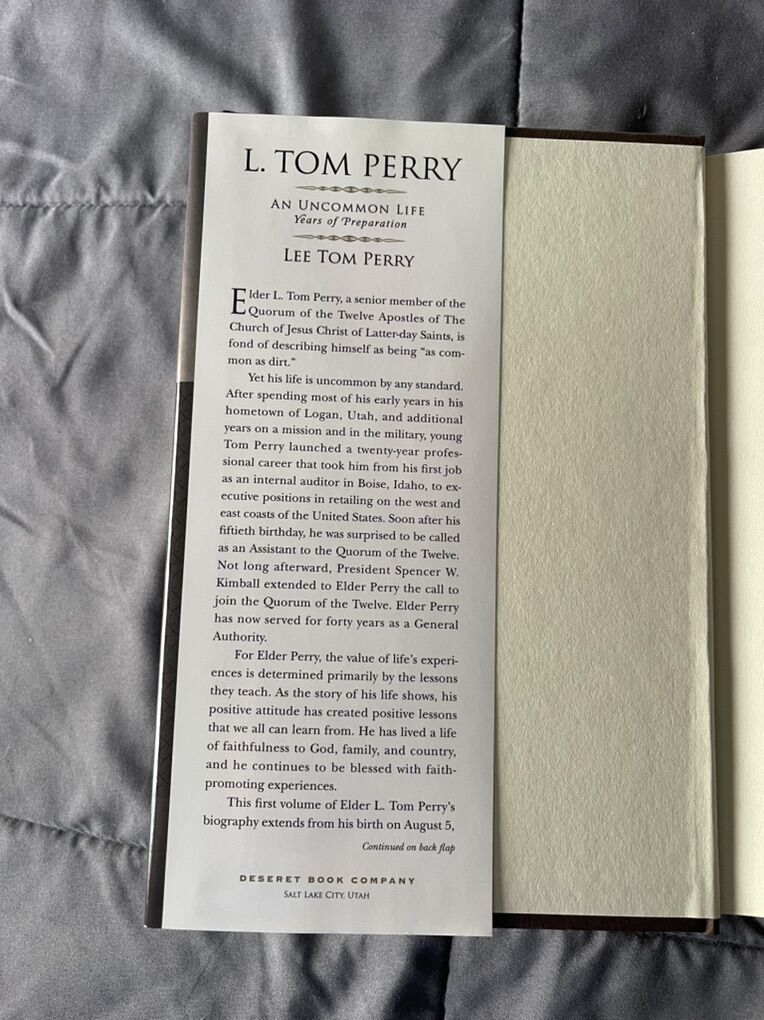 L. TOM PERRY
AN UNCOMMON LIFE
Years of Preparation
LEE TOM PERRY
Elder L. Tom Perry, a senior member of the
Quorum of the Twelve Apostles of The
Church of Jesus Christ of Latter-day Saints, is
fond of describing himself as being “as com-
mon as dirt.”
Yet his life is uncommon by any standard.
After spending most of his early years in his
hometown of Logan, Utah, and additional
years on a mission and in the military, young
Tom Perry launched a twenty-year profes-
sional career that took him from his first job
as an internal auditor in Boise, Idaho, to ex-
ecutive positions in retailing on the west and
east coasts of the United States. Soon after his
fiftieth birthday, he was surprised to be called
as an Assistant to the Quorum of the Twelve.
Not long afterward, President Spencer W.
Kimball extended to Elder Perry the call to
join the Quorum of the Twelve. Elder Perry
has now served for forty years as a General
Authority.
For Elder Perry, the value of life’s experi-
ences is determined primarily by the lessons
they teach. As the story of his life shows, his
positive attitude has created positive lessons
that we all can learn from. He has lived a life
of faithfulness to God, family, and country,
and he continues to be blessed with faith-
promoting experiences.
This first volume of Elder L. Tom Perry’s
biography extends from his birth on August 5,
Continued on back flap
DESERET BOOK COMPANY
SALT LAKE CITY, UTAH